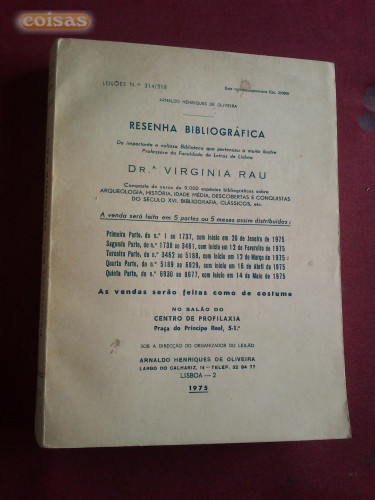 coisas
LEILÕES N.os 314/318
ARNALDO HENRIQUES DE OLIVEIRA
RESENHA BIBLIOGRÁFICA
Da importante e valiosa Biblioteca que pertenceu à muito ilustre
Professora da Faculdade de Letras de Lisboa
DR.ª VIRGINIA RAU
Composta de cerca de 9.000 espécies bibliográficas sobre
ARQUEOLOGIA, HISTÓRIA, IDADE MÉDIA, DESCOBERTAS E CONQUISTAS
DO SÉCULO XVI, BIBLIOGRAFIA, CLÁSSICOS, etc.
A venda será feita em 5 partes ou 5 meses assim distribuídos:
Primeira Parte, do n.º 1 ao 1737, com início em 20 de Janeiro de 1975
Segunda Parte, do n.º 1738 ao 3461, com início em 12 de Fevereiro de 1975
Terceira Parte, do n.º 3462 ao 5188, com início em 12 de Março de 1975
Quarta Parte, do n.º 5189 ao 6929, com início em 16 de Abril de 1975
Quinta Parte, do n.º 6930 ao 8677, com início em 14 de Maio de 1975
As vendas serão feitas como de costume
NO SALÃO DO
CENTRO DE PROFILAXIA
Praça do Príncipe Real, 5-1.º
SOB A DIRECÇÃO DO ORGANIZADOR DO LEILÃO
ARNALDO HENRIQUES DE OLIVEIRA
LARGO DO CALHARIZ, 14 — TELEF. 32 84 77
LISBOA — 2
1975